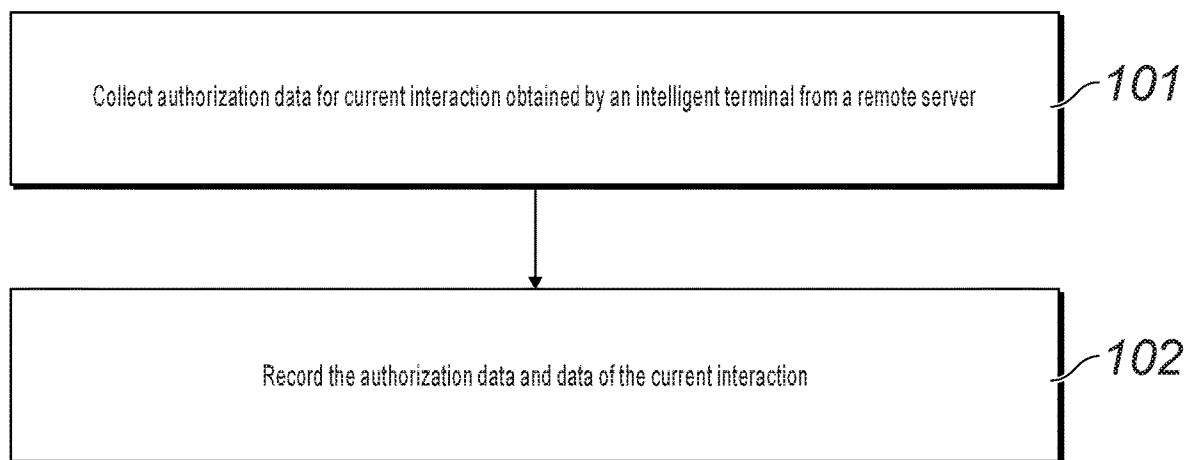 Collect authorization data for current interaction obtained by an intelligent terminal from a remote server
101
Record the authorization data and data of the current interaction
102